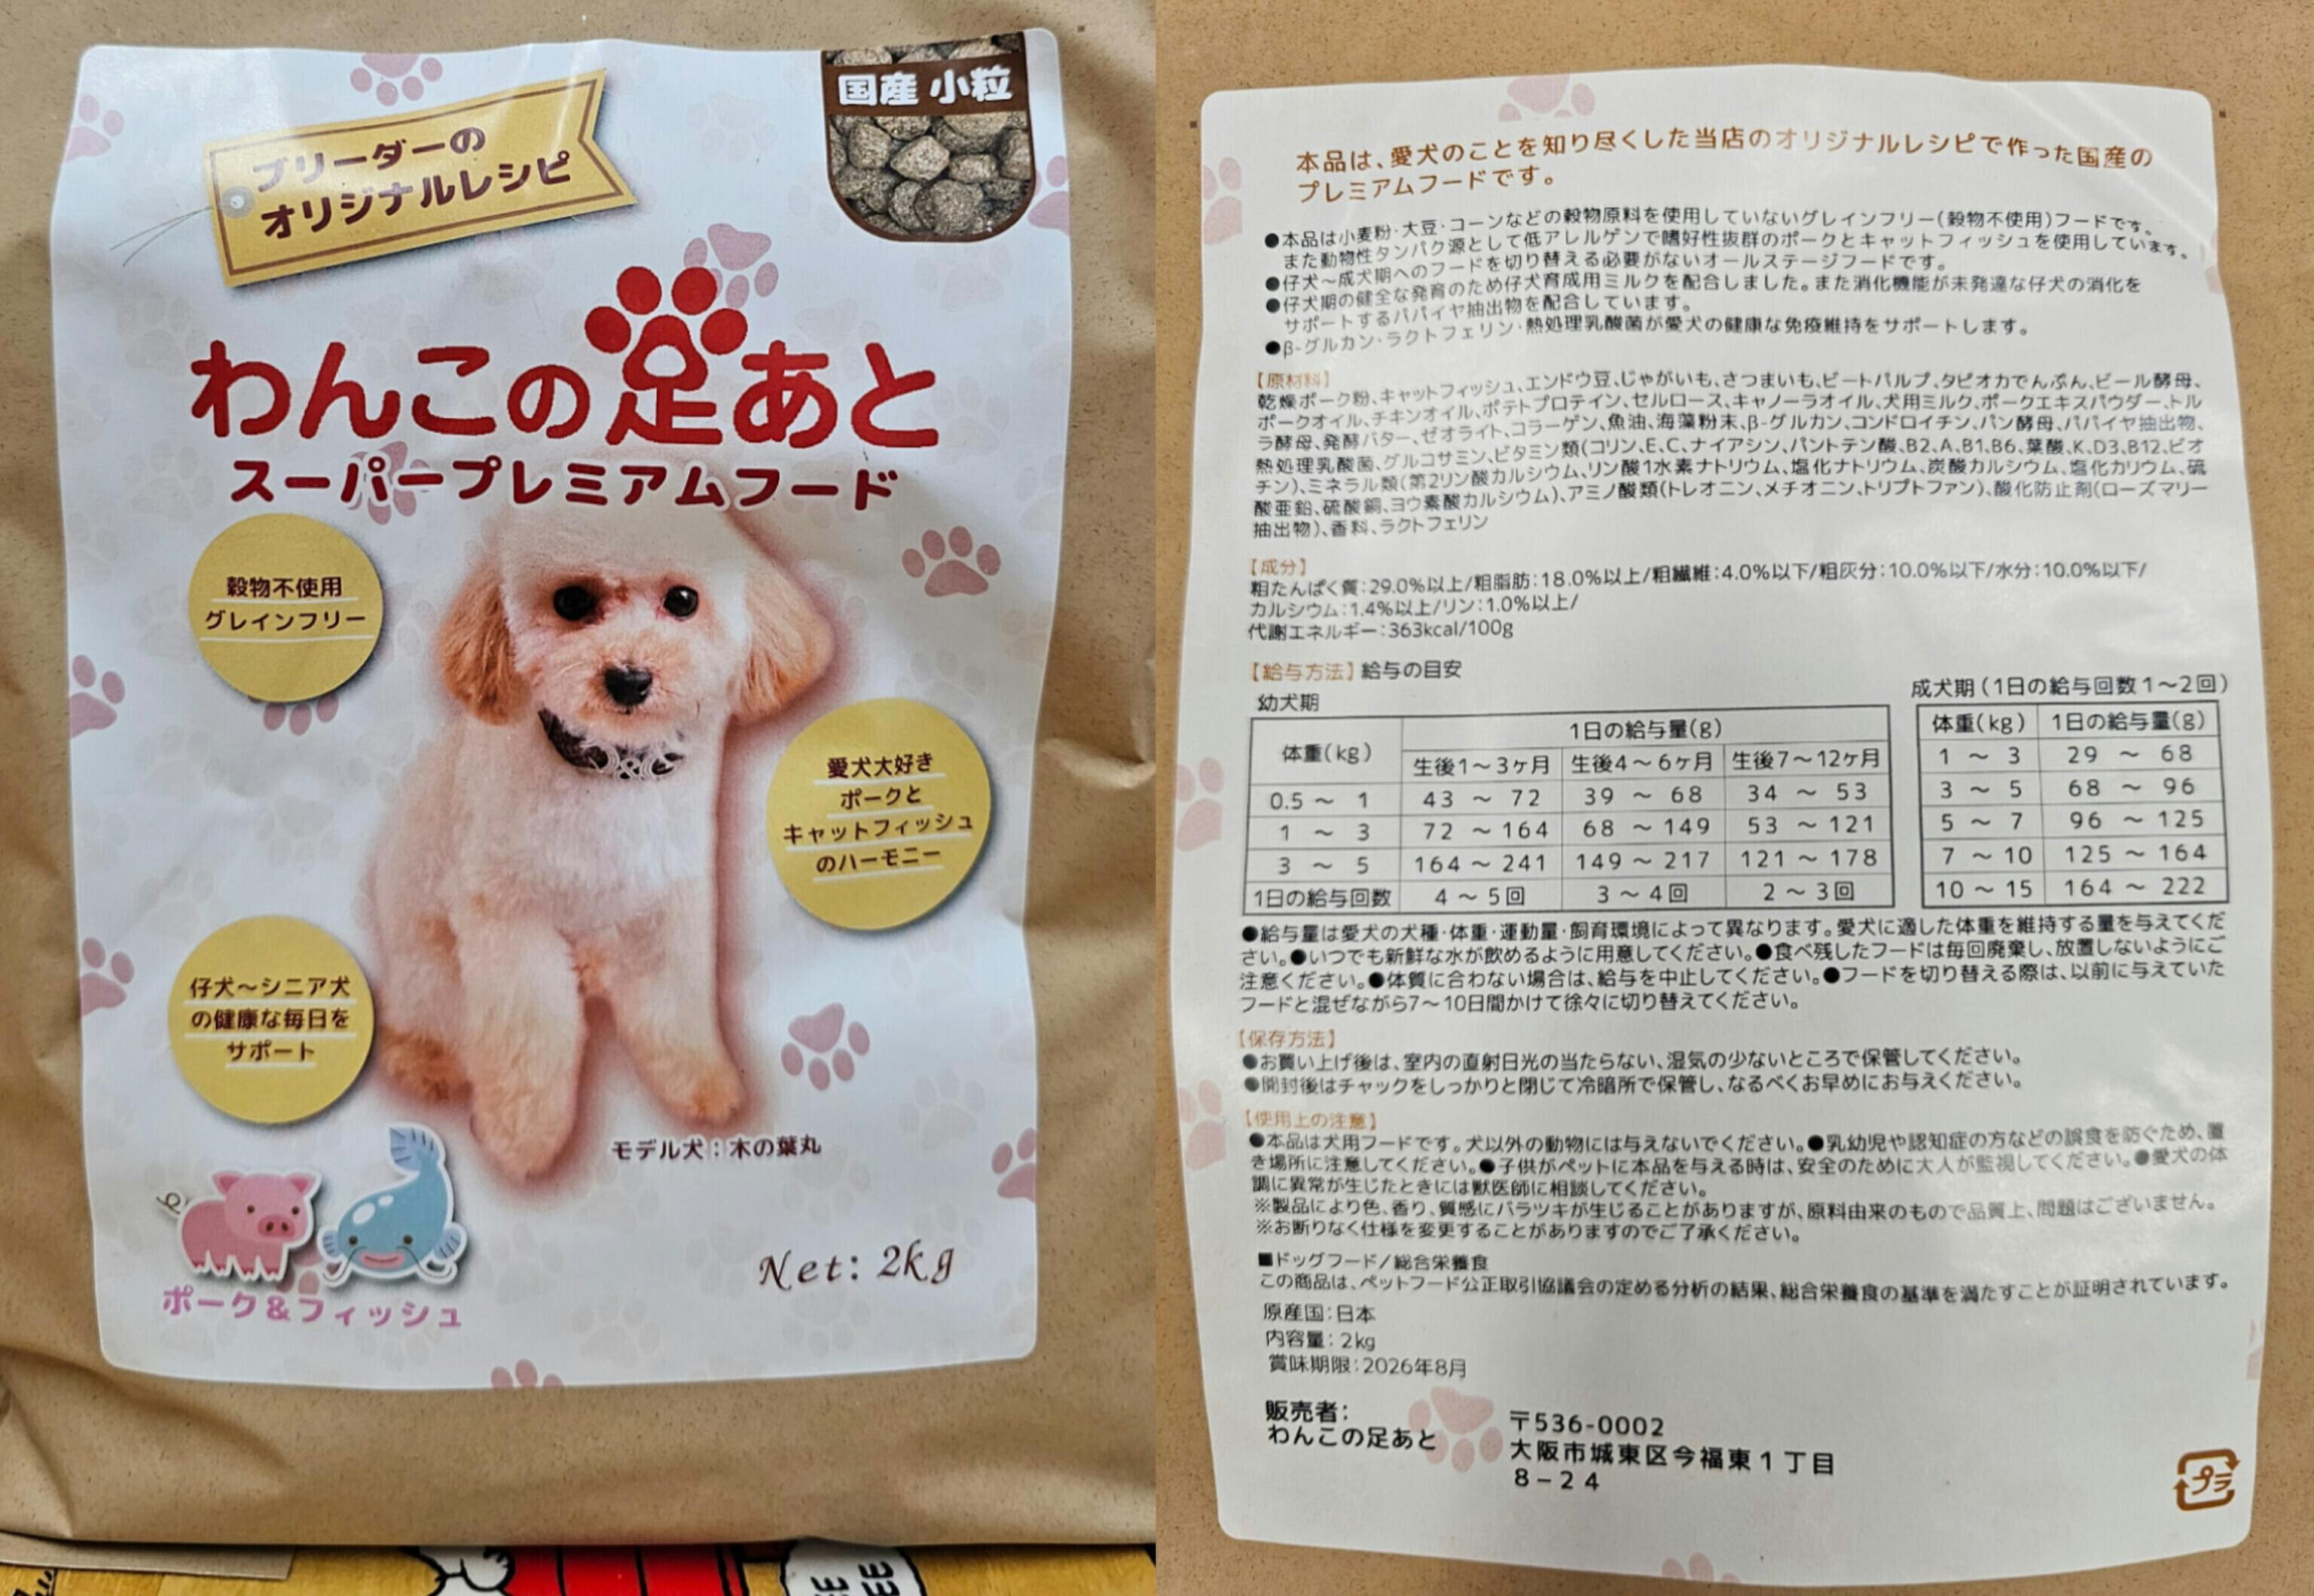 ブリーダーの
オリジナルレシピ
国産 小粒
わんこの足あと
スーパープレミアムフード
穀物不使用
グレインフリー
愛犬大好き
ポークと
キャットフィッシュ
のハーモニー
仔犬～シニア犬
の健康な毎日を
サポート
モデル犬：木の葉丸
ポーク&フィッシュ
Net: 2kg
本品は、愛犬のことを知り尽くした当店のオリジナルレシピで作った国産の
プレミアムフードです。
●本品は小麦粉・大豆・コーンなどの穀物原料を使用していないグレインフリー(穀物不使用)フードです。
また動物性タンパク源として低アレルゲンで嗜好性抜群のポークとキャットフィッシュを使用しています。
●仔犬～成犬期へのフードを切り替える必要がないオールステージフードです。
●仔犬期の健全な発育のため仔犬育成用ミルクを配合しました。また消化機能が未発達な仔犬の消化を
サポートするパパイヤ抽出物を配合しています。
●β-グルカン・ラクトフェリン・熱処理乳酸菌が愛犬の健康な免疫維持をサポートします。
【原材料】
乾燥ポーク粉、キャットフィッシュ、エンドウ豆、じゃがいも、さつまいも、ビートパルプ、タピオカでんぷん、ビール酵母、
ポークオイル、チキンオイル、ポテトプロテイン、セルロース、キャノーラオイル、犬用ミルク、ポークエキスパウダー、トル
ラ酵母、発酵バター、ゼオライト、コラーゲン、魚油、海藻粉末、β-グルカン、コンドロイチン、パン酵母、パパイヤ抽出物、
熱処理乳酸菌、グルコサミン、ビタミン類(コリン、E、C、ナイアシン、パントテン酸、B2、A、B1、B6、葉酸、K、D3、B12、ビオ
チン)、ミネラル類(第2リン酸カルシウム、リン酸1水素ナトリウム、塩化ナトリウム、炭酸カルシウム、塩化カリウム、硫
酸亜鉛、硫酸銅、ヨウ素酸カルシウム)、アミノ酸類(トレオニン、メチオニン、トリプトファン)、酸化防止剤(ローズマリー
抽出物)、香料、ラクトフェリン
【成分】
粗たんぱく質:29.0%以上/粗脂肪:18.0%以上/粗繊維:4.0%以下/粗灰分:10.0%以下/水分:10.0%以下/
カルシウム:1.4%以上/リン:1.0%以上/
代謝エネルギー:363kcal/100g
【給与方法】給与の目安
幼犬期
体重(kg) 1日の給与量(g)
生後1～3ヶ月 生後4～6ヶ月 生後7～12ヶ月
0.5 ～ 1 43 ～ 72 39 ～ 68 34 ～ 53
1 ～ 3 72 ～ 164 68 ～ 149 53 ～ 121
3 ～ 5 164 ～ 241 149 ～ 217 121 ～ 178
1日の給与回数 4 ～ 5回 3 ～ 4回 2 ～ 3回
成犬期 (1日の給与回数1～2回)
体重(kg) 1日の給与量(g)
1 ～ 3 29 ～ 68
3 ～ 5 68 ～ 96
5 ～ 7 96 ～ 125
7 ～ 10 125 ～ 164
10 ～ 15 164 ～ 222
●給与量は愛犬の犬種・体重・運動量・飼育環境によって異なります。愛犬に適した体重を維持する量を与えてくだ
さい。●いつでも新鮮な水が飲めるように用意してください。●食べ残したフードは毎回廃棄し、放置しないようにご
注意ください。●体質に合わない場合は、給与を中止してください。●フードを切り替える際は、以前に与えていた
フードと混ぜながら7～10日間かけて徐々に切り替えてください。
【保存方法】
●お買い上げ後は、室内の直射日光の当たらない、湿気の少ないところで保管してください。
●開封後はチャックをしっかりと閉じて冷暗所で保管し、なるべくお早めにお与えください。
【使用上の注意】
●本品は犬用フードです。犬以外の動物には与えないでください。●乳幼児や認知症の方などの誤食を防ぐため、置
き場所に注意してください。●子供がペットに本品を与える時は、安全のために大人が監視してください。●愛犬の体
調に異常が生じたときには獣医師に相談してください。
※製品により色、香り、質感にバラツキが生じることがありますが、原料由来のもので品質上、問題はございません。
※お断りなく仕様を変更することがありますのでご了承ください。
■ドッグフード/総合栄養食
この商品は、ペットフード公正取引協議会の定める分析の結果、総合栄養食の基準を満たすことが証明されています。
原産国:日本
内容量:2kg
賞味期限:2026年8月
販売者:
わんこの足あと
〒536-0002
大阪市城東区今福東1丁目
8-24
プラ